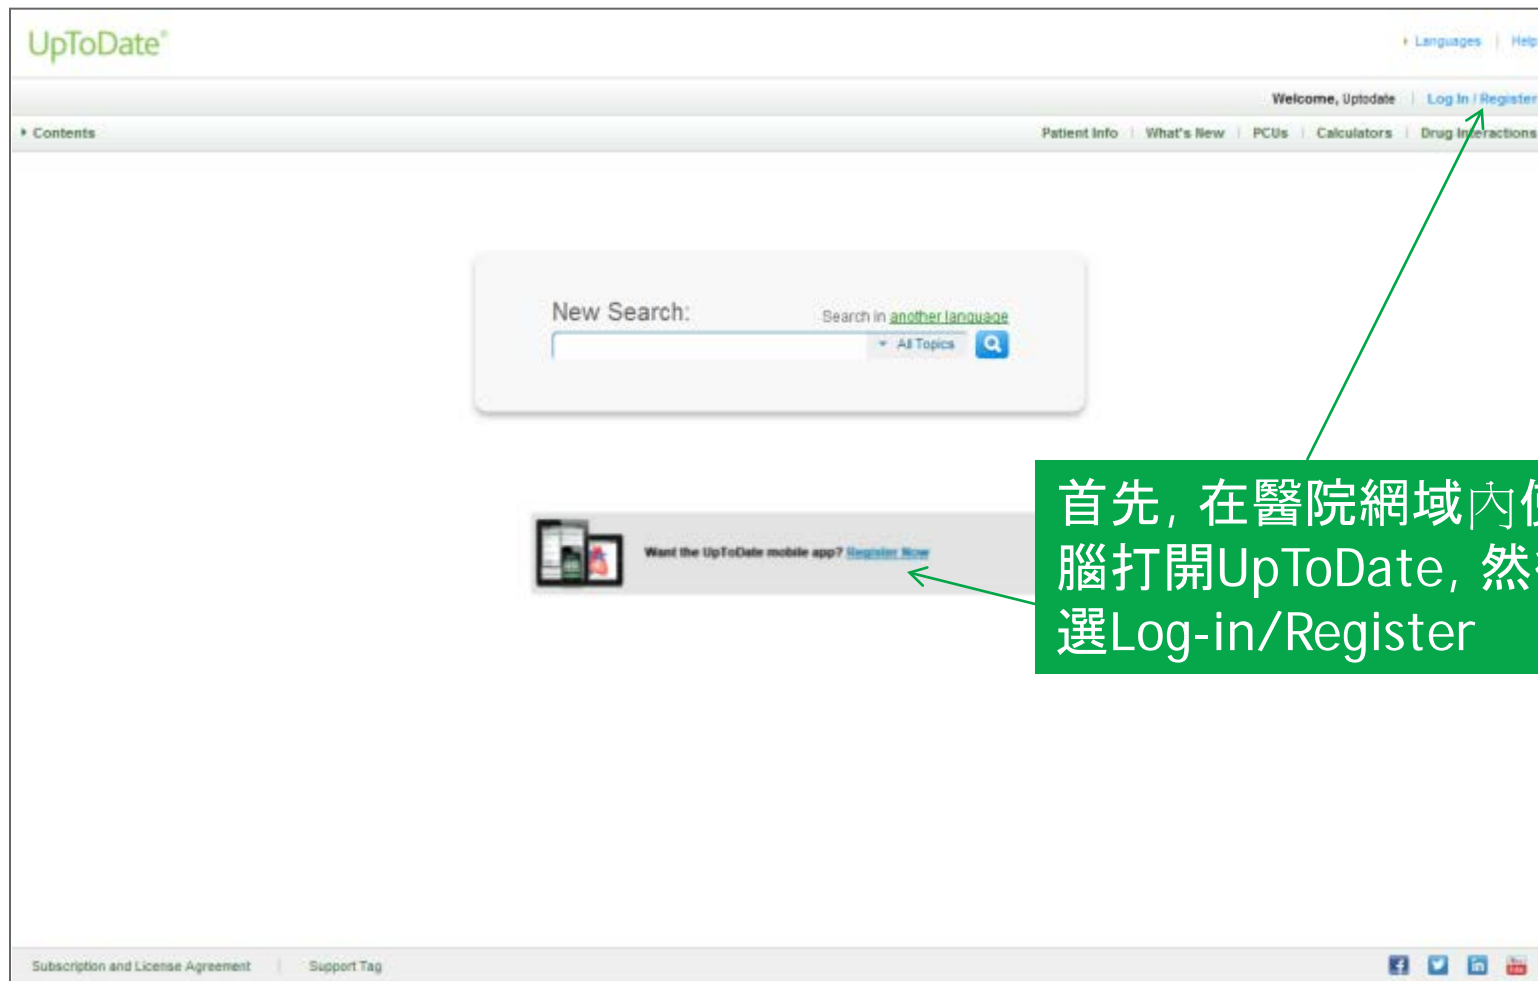 UpToDate®
Languages | Help
Welcome, Uptodate | Log In / Register
Contents
Patient Info | What's New | PCUs | Calculators | Drug Interactions
New Search:
Search in another language
All Topics
首先, 在醫院網域內
腦打開UpToDate, 然
選Log-in/Register
Want the UpToDate mobile app? Register Now
Subscription and License Agreement | Support Tag